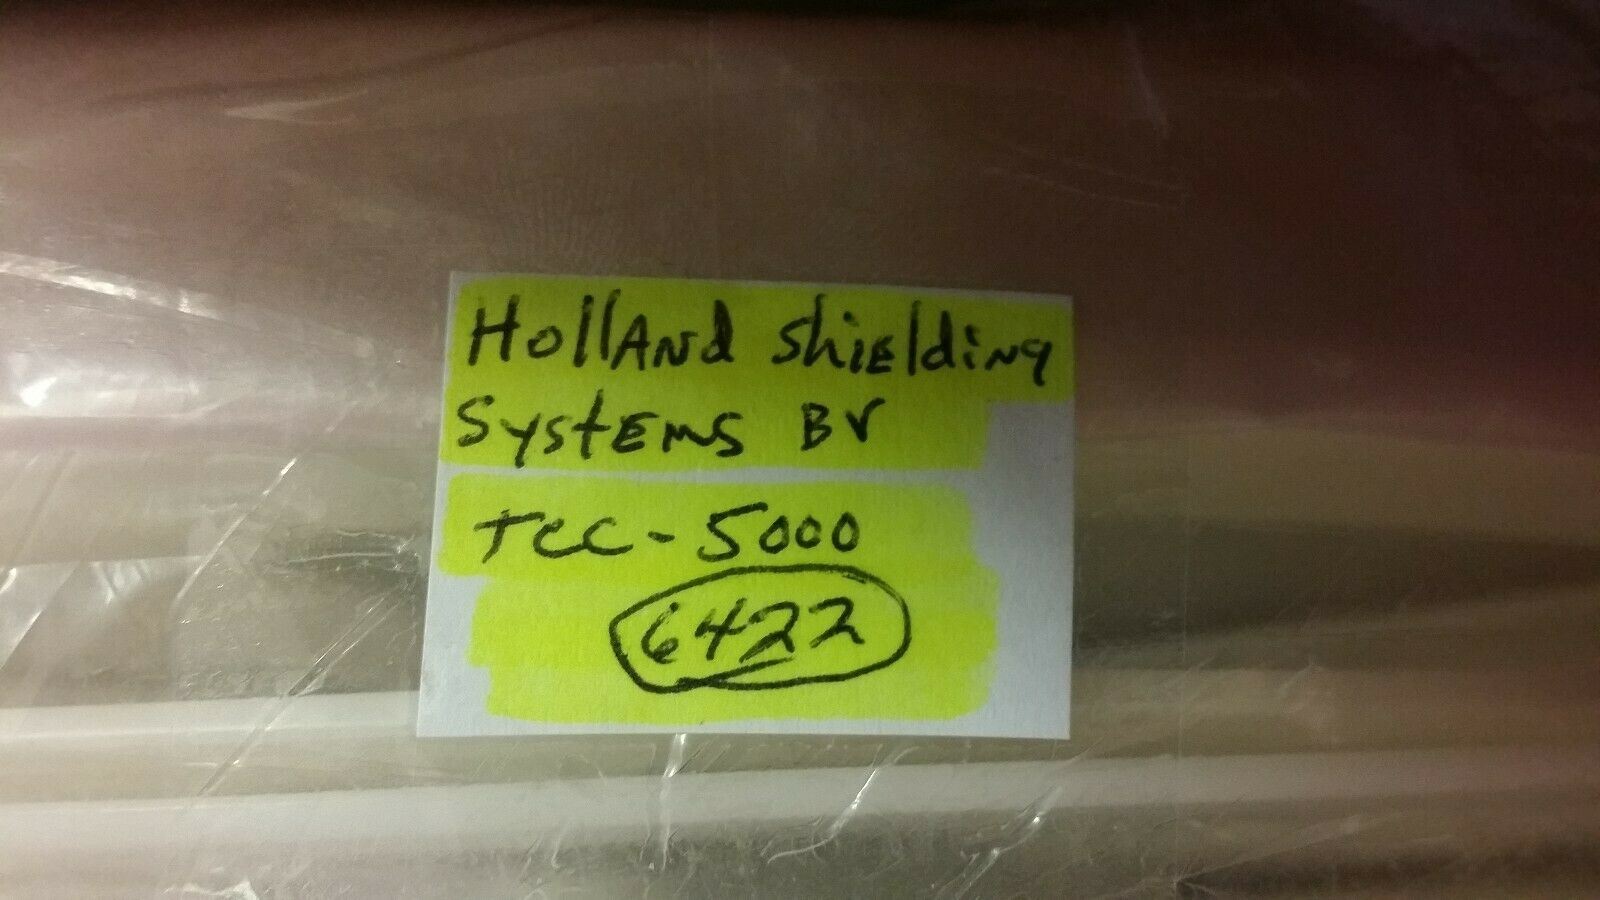 Holland Shielding
Systems BV
TCC-5000
6422